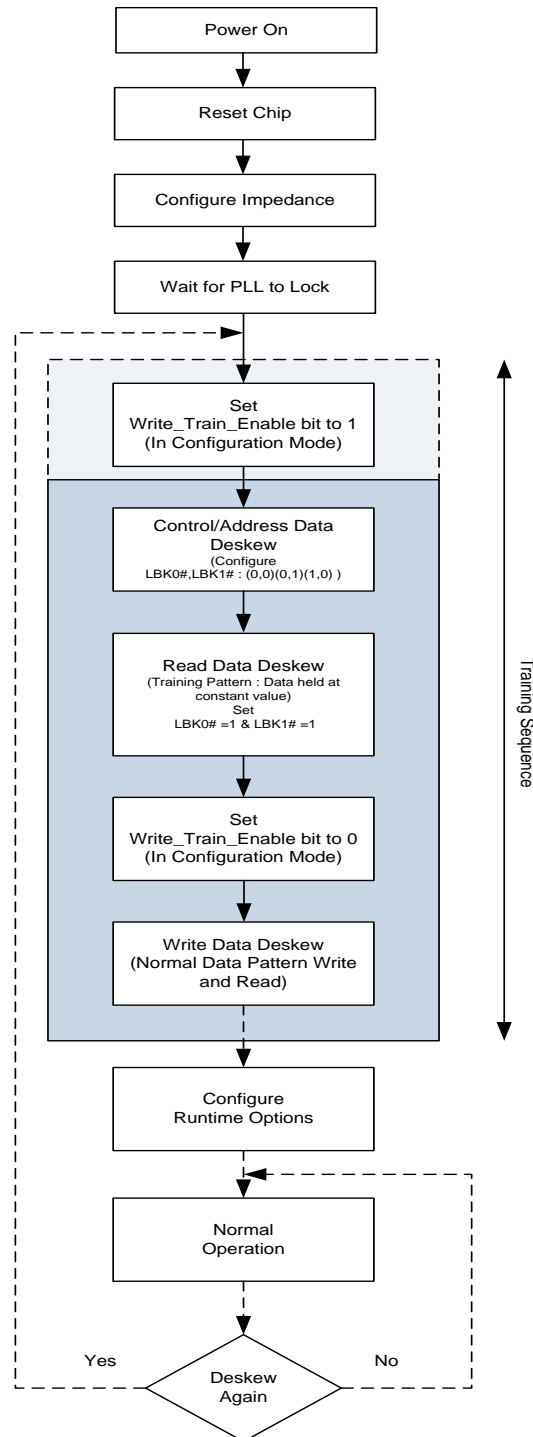 Power On
Reset Chip
Configure Impedance
Wait for PLL to Lock
Set
Write_Train_Enable bit to 1
(In Configuration Mode)
Control/Address Data
Deskew
(Configure
LBK0#,LBK1# : (0,0)(0,1)(1,0) )
Read Data Deskew
(Training Pattern : Data held at
constant value)
Set
LBK0# =1 & LBK1# =1
Set
Write_Train_Enable bit to 0
(In Configuration Mode)
Write Data Deskew
(Normal Data Pattern Write
and Read)
Training Sequence
Configure
Runtime Options
Normal
Operation
Yes
No
Deskew
Again